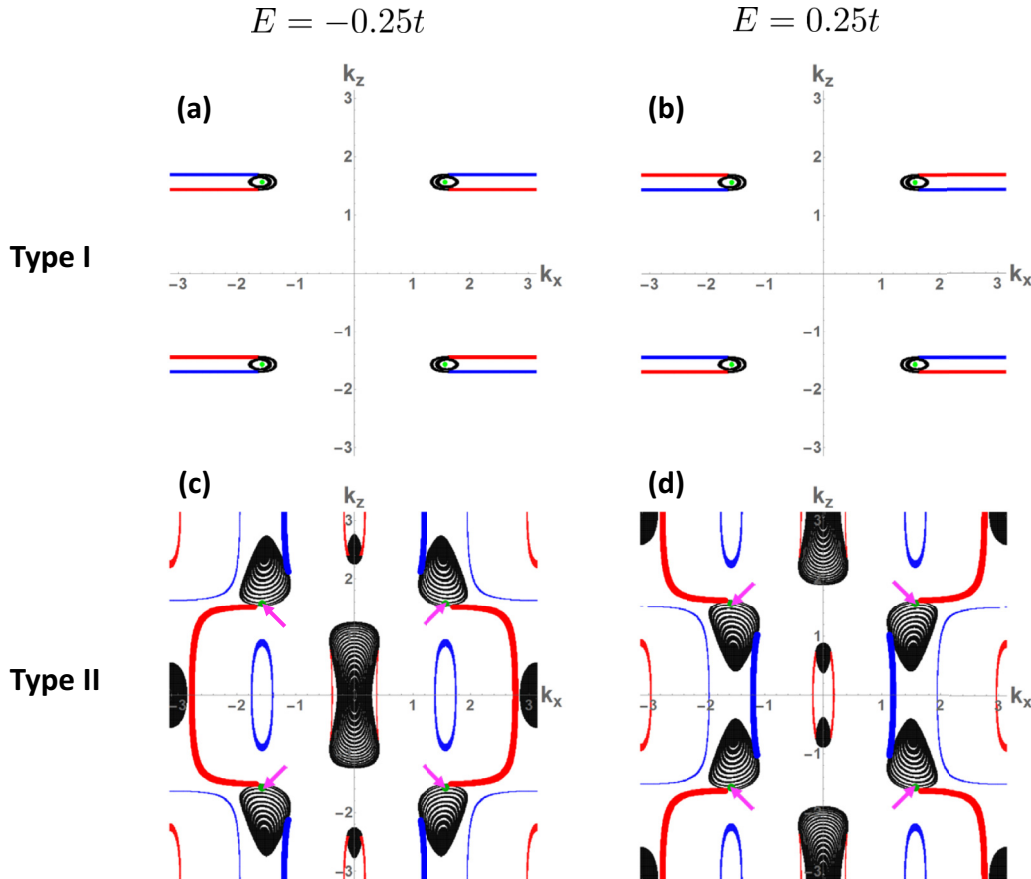 E = −0.25t E = 0.25t
(a) k_z (b) k_z
3 3
2 2
1 1
Type I
−3 −2 −1 1 2 3 k_x −3 −2 −1 1 2 3 k_x
−1 −1
−2 −2
−3 −3
(c) k_z (d) k_z
3 3
2 2
1
Type II
−3 −2 −1 1 2 3 k_x −3 −2 −1 1 2 3 k_x
−1
−2 −2
−3 −3